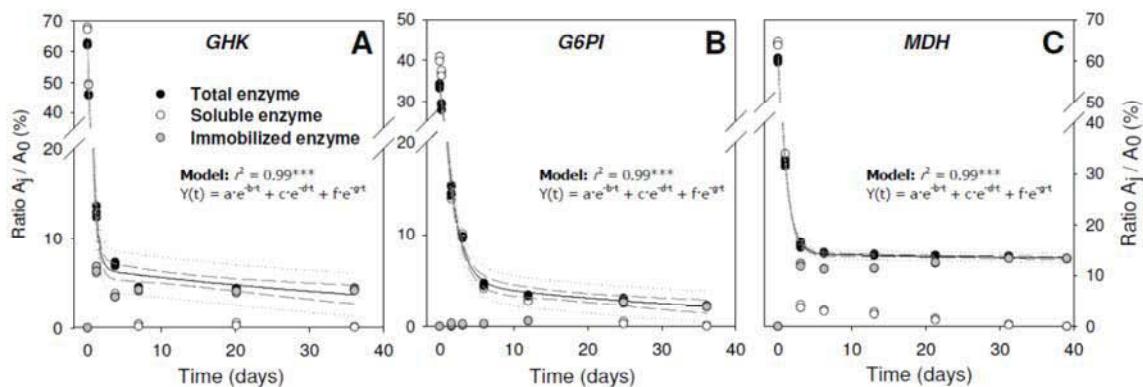 GHK
A
G6PI
B
MDH
C
Ratio Aj / A0 (%)
70
60
50
40
20
10
0
50
40
30
20
10
0
70
60
50
40
30
20
10
0
Ratio Aj / A0 (%)
Total enzyme
Soluble enzyme
Immobilized enzyme
Model: r² = 0.99***
Y(t) = a·e^-b·t + c·e^-d·t + f·e^-g·t
Model: r² = 0.99***
Y(t) = a·e^-b·t + c·e^-d·t + f·e^-g·t
Model: r² = 0.99***
Y(t) = a·e^-b·t + c·e^-d·t + f·e^-g·t
0 10 20 30 40
0 10 20 30 40
0 10 20 30 40
Time (days)
Time (days)
Time (days)